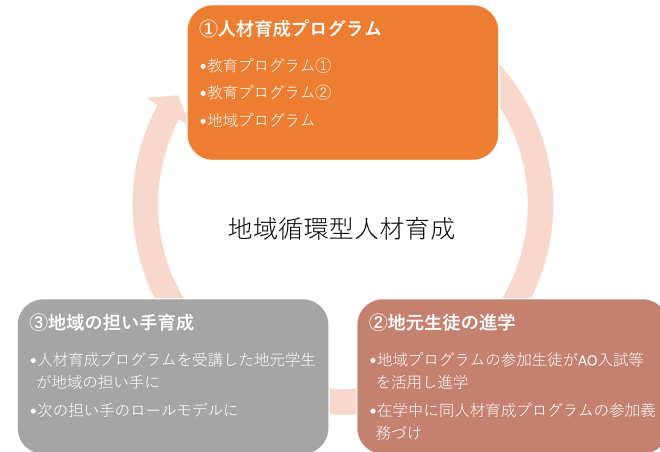 ①人材育成プログラム
•教育プログラム①
•教育プログラム②
•地域プログラム
地域循環型人材育成
③地域の担い手育成
•人材育成プログラムを受講した地元学生
が地域の担い手に
•次の担い手のロールモデルに
②地元生徒の進学
•地域プログラムの参加生徒がAO入試等
を活用し進学
•在学中に同人材育成プログラムの参加義
務づけ